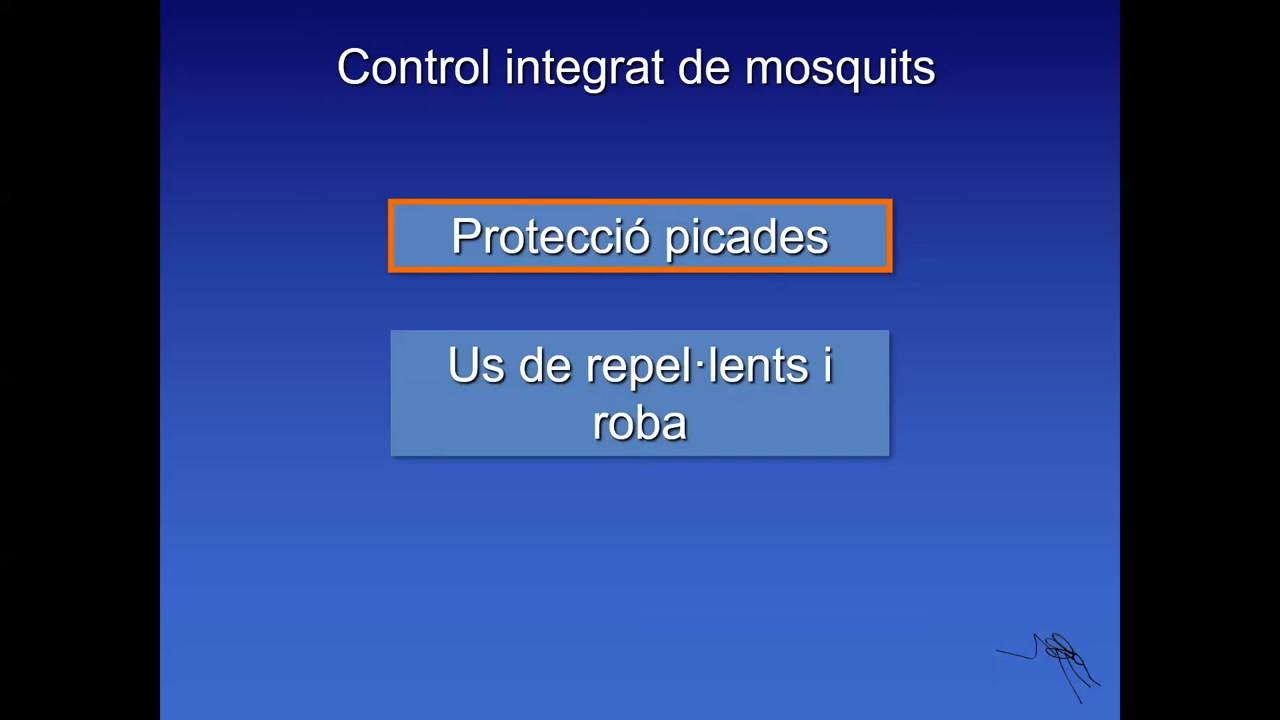 Control integrat de mosquits
Protecció picades
Us de repel·lents i
roba